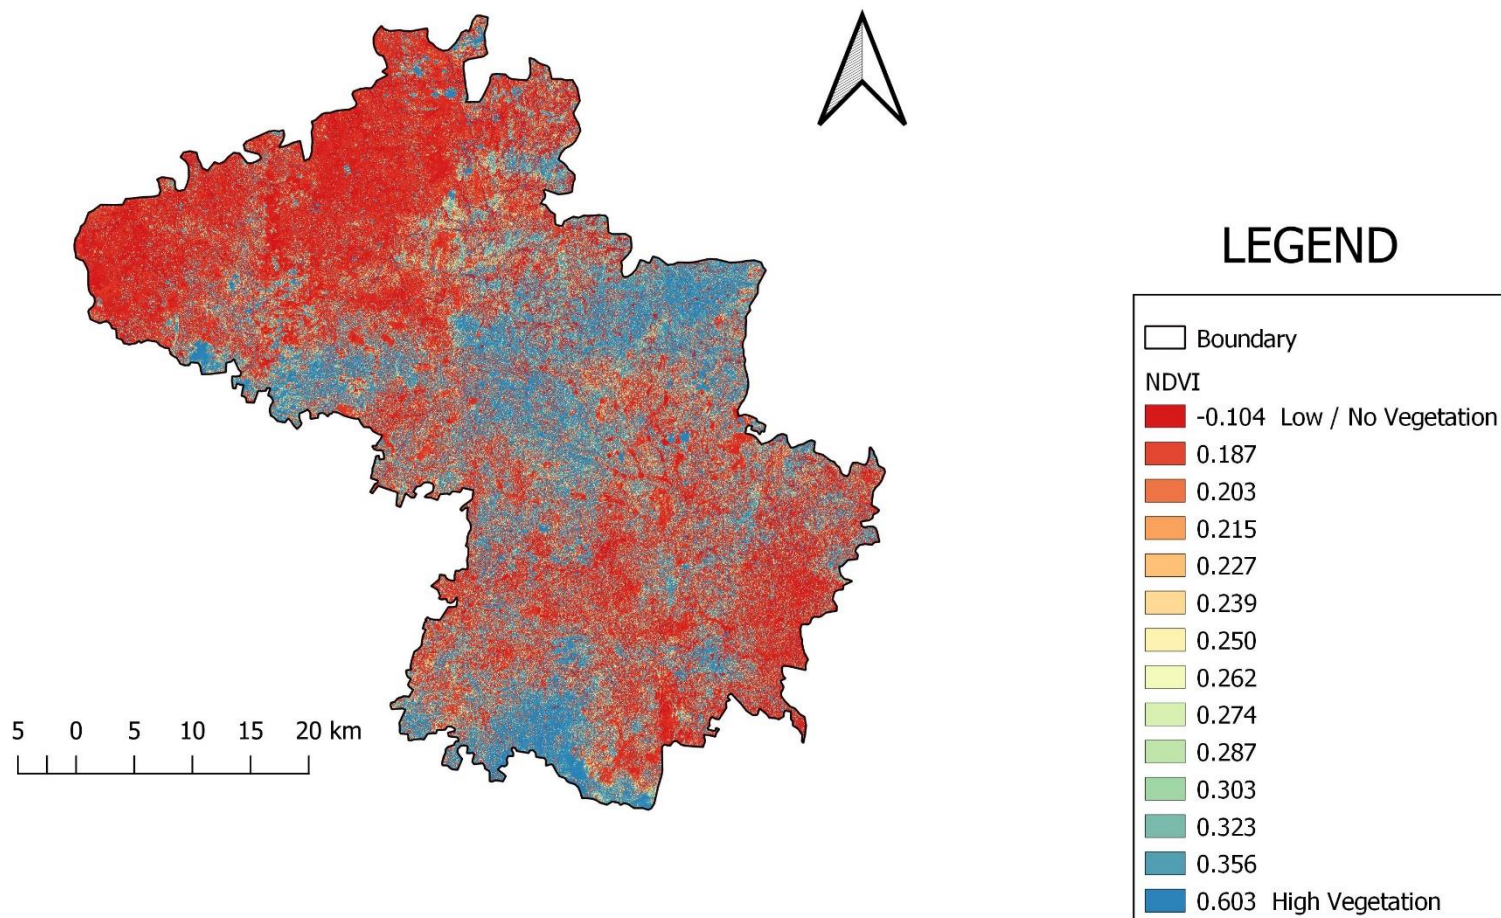 LEGEND
Boundary
NDVI
-0.104 Low / No Vegetation
0.187
0.203
0.215
0.227
0.239
0.250
0.262
0.274
0.287
0.303
0.323
0.356
0.603 High Vegetation
5 0 5 10 15 20 km